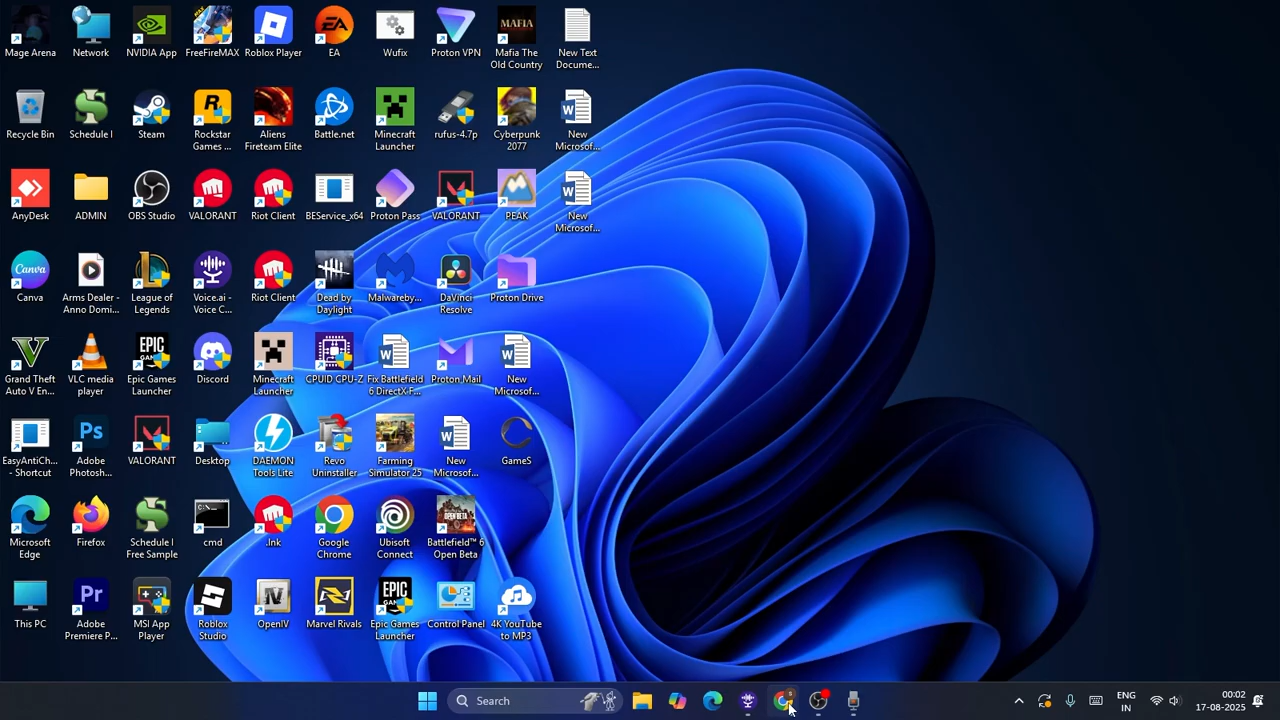 Mage Arena
Network
NVIDIA App
FreeFireMAX
Roblox Player
EA
Wufix
Proton VPN
Mafia The
Old Country
New Text
Docume...
Recycle Bin
Schedule I
Steam
Rockstar
Games ...
Aliens
Fireteam Elite
Battle.net
Minecraft
Launcher
rufus-4.7p
Cyberpunk
2077
New
Microsof...
AnyDesk
ADMIN
OBS Studio
VALORANT
Riot Client
BEService_x64
Proton Pass
VALORANT
PEAK
New
Microsof...
Canva
Arms Dealer -
Anno Domi...
League of
Legends
Voice.ai -
Voice C...
Riot Client
Dead by
Daylight
Malwareby...
DaVinci
Resolve
Proton Drive
Grand Theft
Auto V En...
VLC media
player
Epic Games
Launcher
Discord
Minecraft
Launcher
CPUID CPU-Z
Fix Battlefield
6 DirectX F...
Proton Mail
New
Microsof...
EasyAntiCh...
- Shortcut
Adobe
Photosh...
VALORANT
Desktop
DAEMON
Tools Lite
Revo
Uninstaller
Farming
Simulator 25
New
Microsof...
GameS
Microsoft
Edge
Firefox
Schedule I
Free Sample
cmd
.lnk
Google
Chrome
Ubisoft
Connect
Battlefield™ 6
Open Beta
This PC
Adobe
Premiere P...
MSI App
Player
Roblox
Studio
OpenIV
Marvel Rivals
Epic Games
Launcher
Control Panel
4K YouTube
to MP3
Search
ENG
IN
00:02
17-08-2025